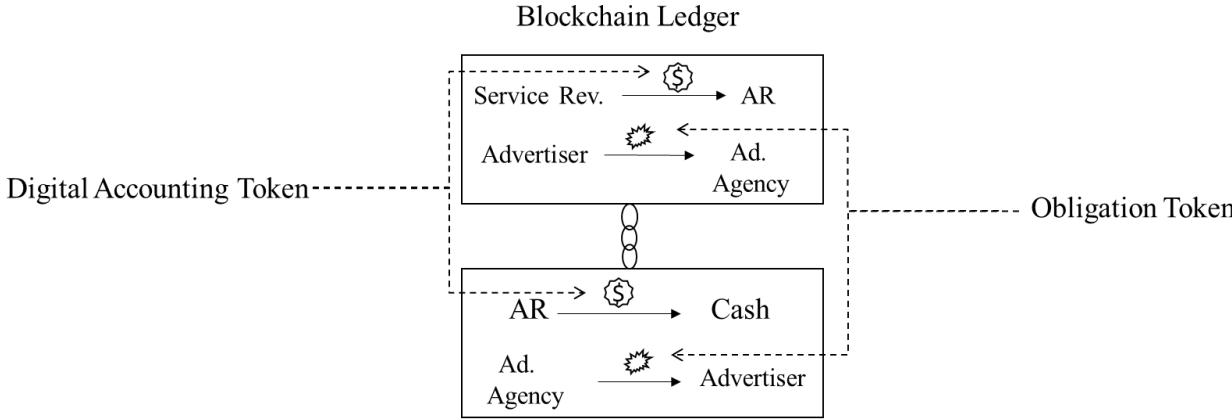 Blockchain Ledger
$
Service Rev. AR
Advertiser Ad.
Agency
Digital Accounting Token
Obligation Token
$
AR Cash
Ad.
Agency Advertiser